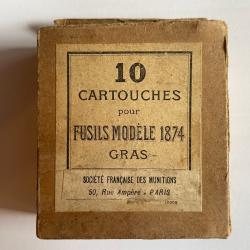 10
CARTOUCHES
pour
FUSILS MODÈLE 1874
GRAS
SOCIÉTÉ FRANÇAISE DES MUNITIONS
50, Rue Ampère - PARIS